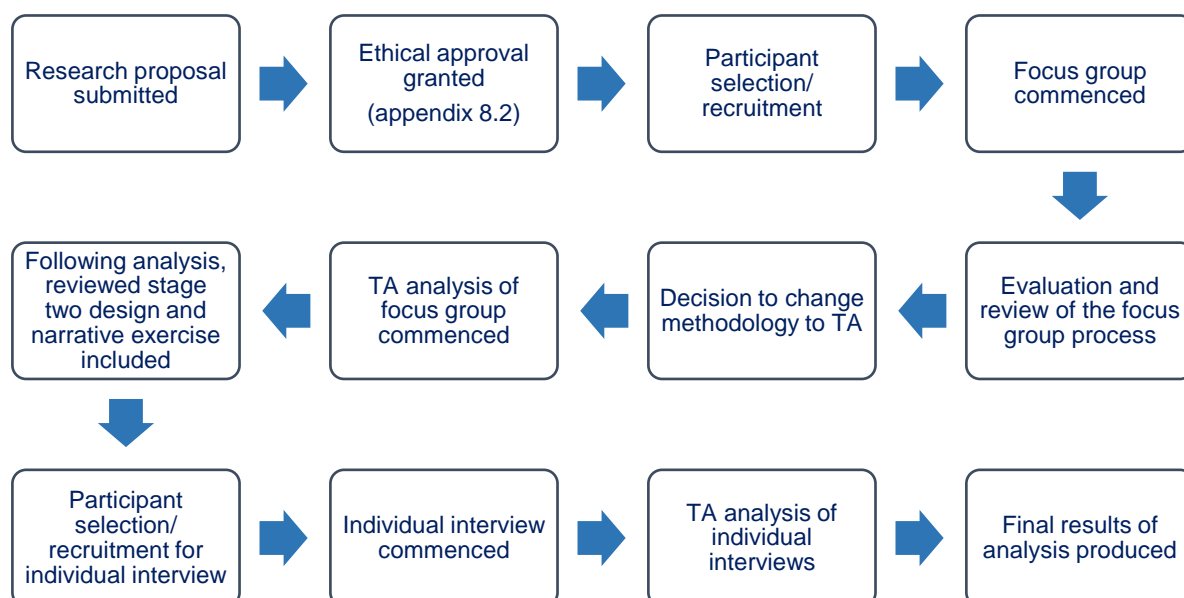 Research proposal
submitted
Ethical approval
granted
(appendix 8.2)
Participant
selection/
recruitment
Focus group
commenced
Evaluation and
review of the focus
group process
Decision to change
methodology to TA
TA analysis of
focus group
commenced
Following analysis,
reviewed stage
two design and
narrative exercise
included
Participant
selection/
recruitment for
individual interview
Individual interview
commenced
TA analysis of
individual
interviews
Final results of
analysis produced